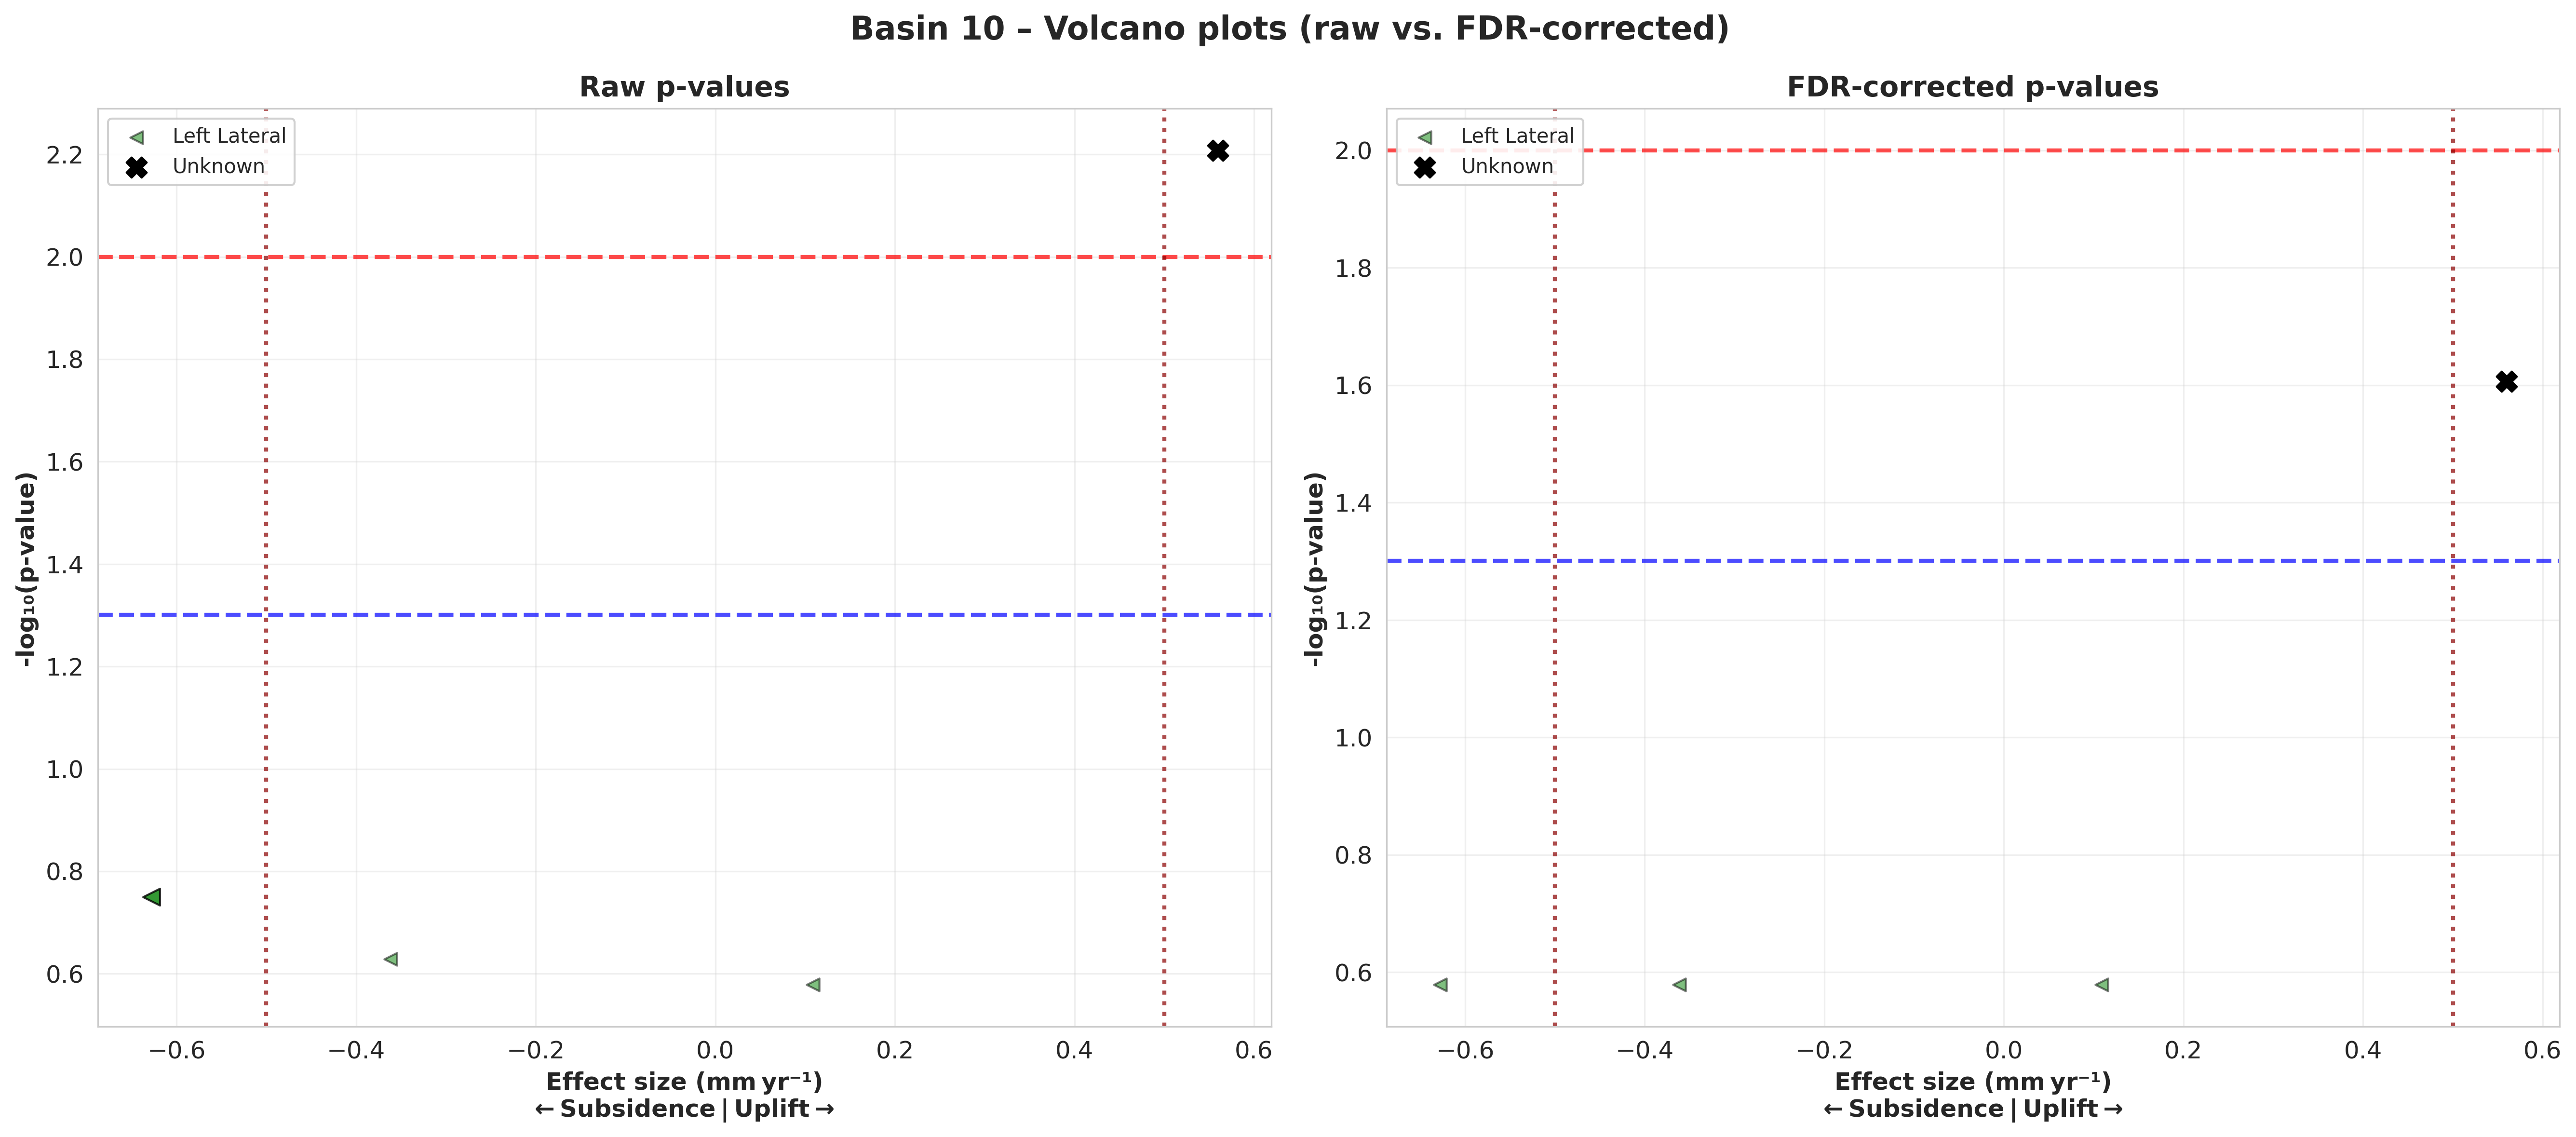 Basin 10 – Volcano plots (raw vs. FDR-corrected)
Raw p-values
Left Lateral
Unknown
-log₁₀(p-value)
2.2
2.0
1.8
1.6
1.4
1.2
1.0
0.8
0.6
−0.6 −0.4 −0.2 0.0 0.2 0.4 0.6
Effect size (mm yr⁻¹)
← Subsidence | Uplift →
FDR-corrected p-values
Left Lateral
Unknown
-log₁₀(p-value)
2.0
1.8
1.6
1.4
1.2
1.0
0.8
0.6
−0.6 −0.4 −0.2 0.0 0.2 0.4 0.6
Effect size (mm yr⁻¹)
← Subsidence | Uplift →